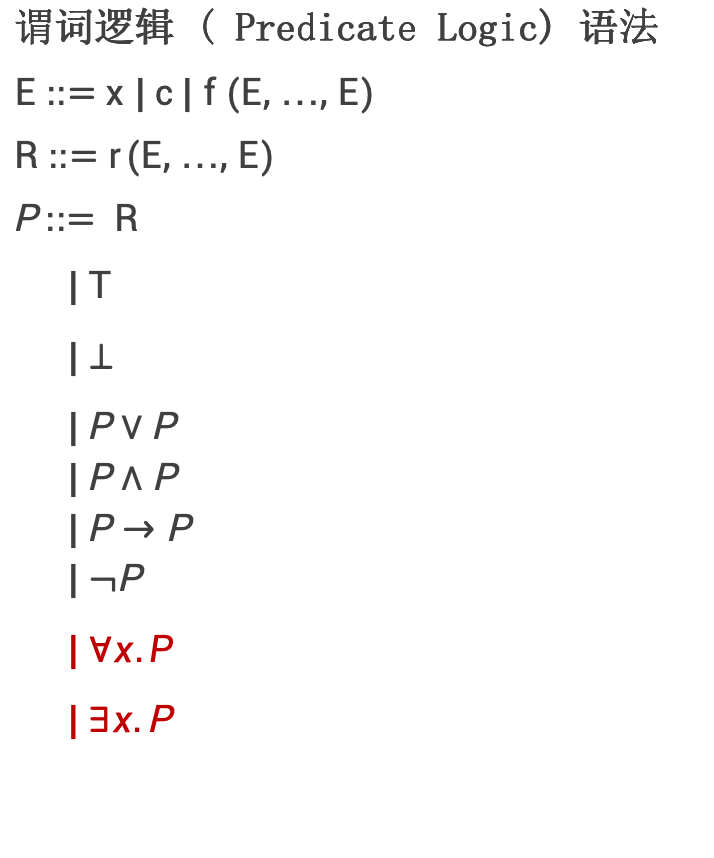 谓词逻辑 ( Predicate Logic) 语法
E ::= x | c | f (E, …, E)
R ::= r (E, …, E)
P ::= R
| T
| ⊥
| P ∨ P
| P ∧ P
| P → P
| ¬P
| ∀x. P
| ∃x. P